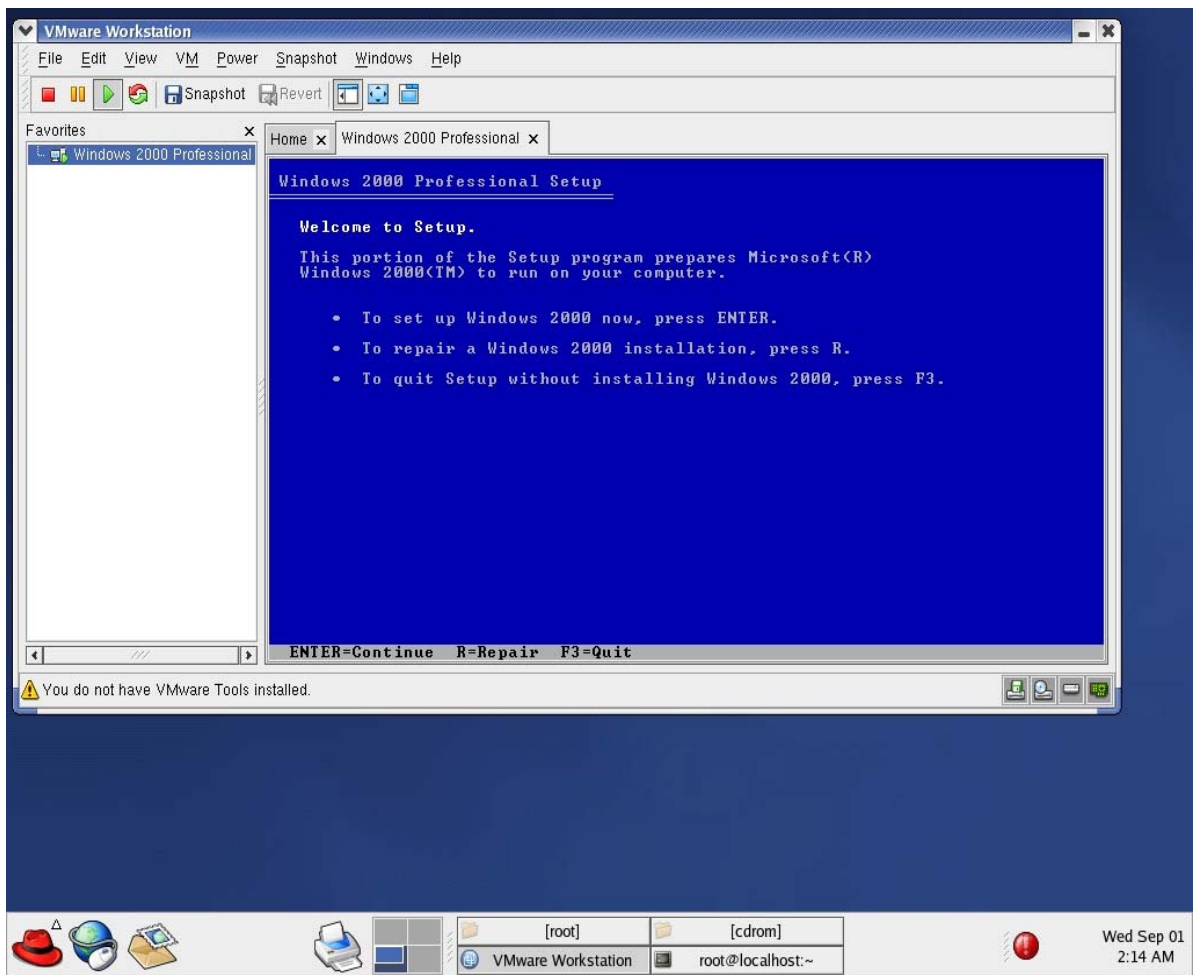 VMware Workstation
File Edit View VM Power Snapshot Windows Help
Snapshot Revert
Favorites
Windows 2000 Professional
Home Windows 2000 Professional
Windows 2000 Professional Setup
Welcome to Setup.
This portion of the Setup program prepares Microsoft(R)
Windows 2000(TM) to run on your computer.
• To set up Windows 2000 now, press ENTER.
• To repair a Windows 2000 installation, press R.
• To quit Setup without installing Windows 2000, press F3.
ENTER=Continue R=Repair F3=Quit
You do not have VMware Tools installed.
[root] [cdrom]
VMware Workstation root@localhost:~
Wed Sep 01
2:14 AM